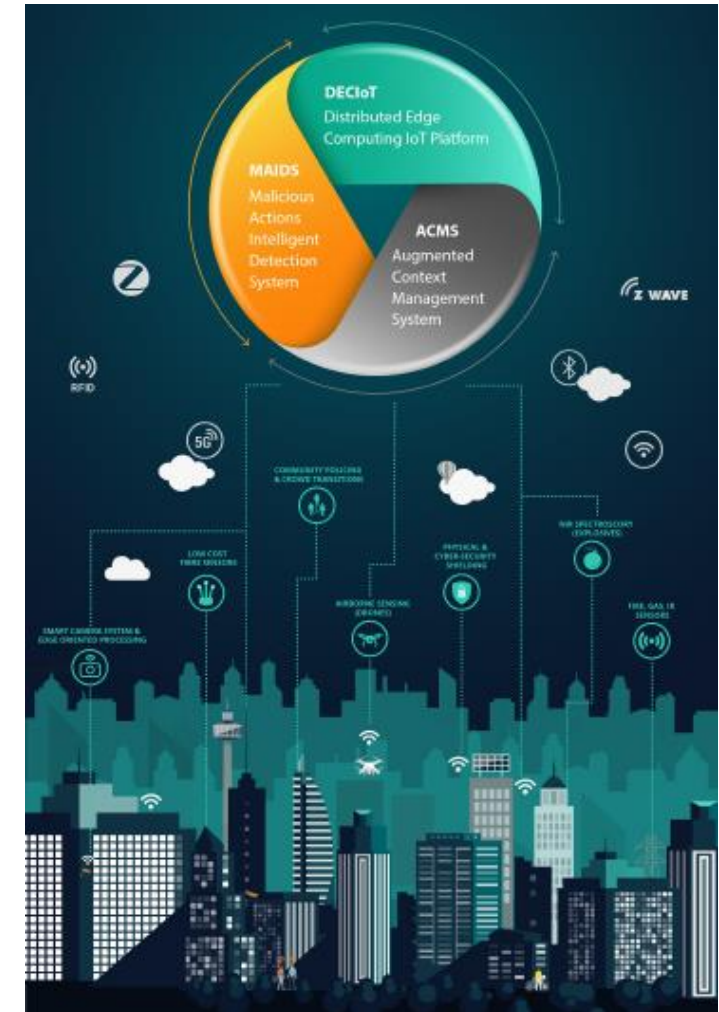 DECIoT
Distributed Edge
Computing IoT Platform
MAIDS
Malicious
Actions
Intelligent
Detection
System
ACMS
Augmented
Context
Management
System
Z WAVE
RFID
5G
COMMUNITY POLICING
& CROWD TRANSITIONS
LOW COST
FIBRE SENSORS
PHYSICAL &
CYBER-SECURITY
SHIELDING
NIR SPECTROSCOPY
(EXPLOSIVES)
AIRBORNE SENSING
(DRONES)
FIRE, GAS, IR
SENSORS
SMART CAMERA SYSTEM &
EDGE ORIENTED PROCESSING